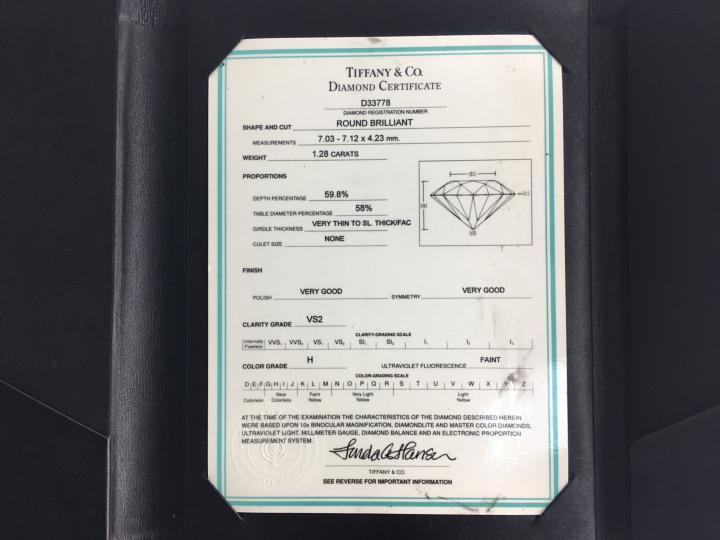 TIFFANY & CO.
DIAMOND CERTIFICATE
D33778
DIAMOND REGISTRATION NUMBER
SHAPE AND CUT ROUND BRILLIANT
MEASUREMENTS 7.03 - 7.12 x 4.23 mm.
WEIGHT 1.28 CARATS
PROPORTIONS
DEPTH PERCENTAGE 59.8%
TABLE DIAMETER PERCENTAGE 58%
GIRDLE THICKNESS VERY THIN TO SL. THICK/FAC
CULET SIZE NONE
(b)
(a) (c)
(d)
FINISH
POLISH VERY GOOD SYMMETRY VERY GOOD
CLARITY GRADE VS2
CLARITY-GRADING SCALE
Internally Flawless VVS1 VVS2 VS1 VS2 SI1 SI2 I1 I2 I3
COLOR GRADE H ULTRAVIOLET FLUORESCENCE FAINT
COLOR-GRADING SCALE
D E F G H I J K L M N O P Q R S T U V W X Y Z
Colorless Near Colorless Faint Yellow Very Light Yellow Light Yellow
AT THE TIME OF THE EXAMINATION THE CHARACTERISTICS OF THE DIAMOND DESCRIBED HEREIN
WERE BASED UPON 10x BINOCULAR MAGNIFICATION, DIAMONDLITE AND MASTER COLOR DIAMONDS,
ULTRAVIOLET LIGHT, MILLIMETER GAUGE, DIAMOND BALANCE AND AN ELECTRONIC PROPORTION
MEASUREMENT SYSTEM.
TIFFANY & CO.
SEE REVERSE FOR IMPORTANT INFORMATION